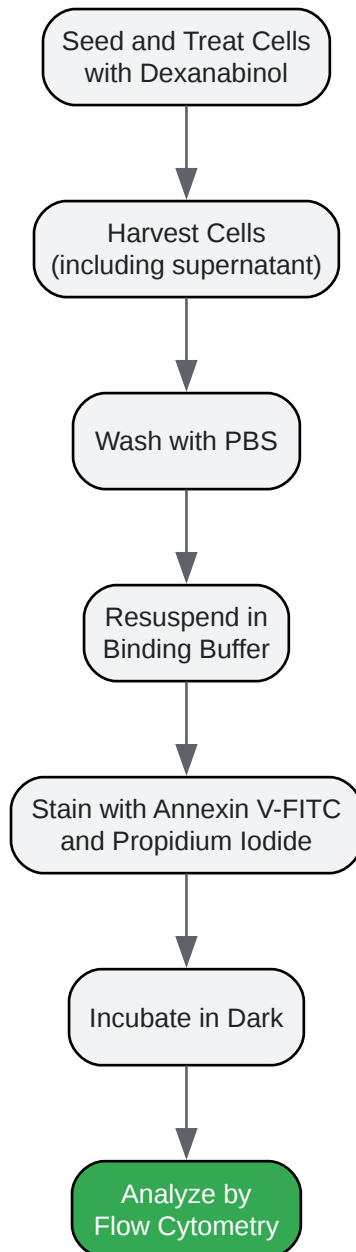 Seed and Treat Cells
with Dexanabinol
Harvest Cells
(including supernatant)
Wash with PBS
Resuspend in
Binding Buffer
Stain with Annexin V-FITC
and Propidium Iodide
Incubate in Dark
Analyze by
Flow Cytometry